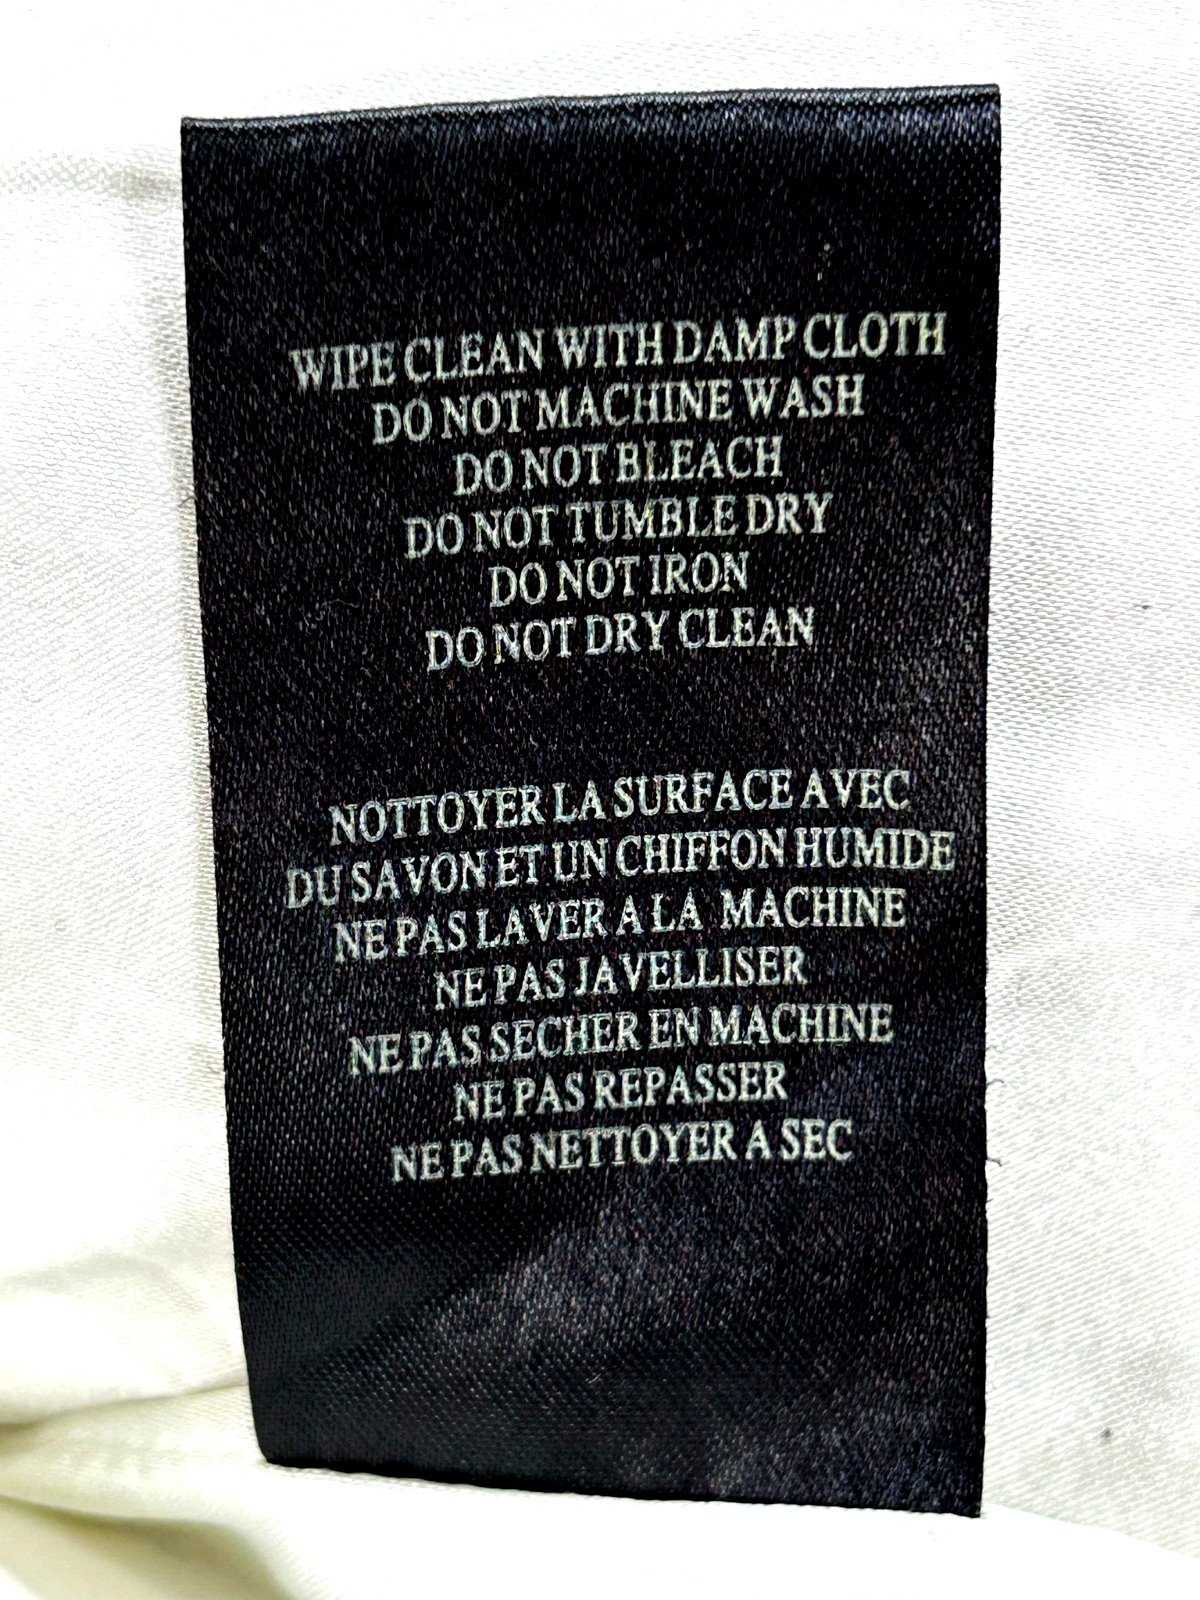 WIPE CLEAN WITH DAMP CLOTH
DO NOT MACHINE WASH
DO NOT BLEACH
DO NOT TUMBLE DRY
DO NOT IRON
DO NOT DRY CLEAN
NOTTOYER LA SURFACE AVEC
DU SAVON ET UN CHIFFON HUMIDE
NE PAS LAVER A LA MACHINE
NE PAS JAVELLISER
NE PAS SECHER EN MACHINE
NE PAS REPASSER
NE PAS NETTOYER A SEC